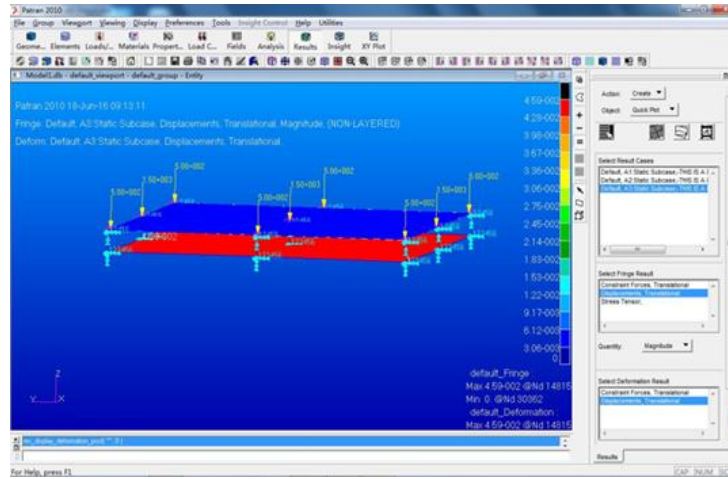 Patran 2010
File Group Viewport Viewing Display Preferences Tools Insight Control Help Utilities
Geome... Elements Loads/... Materials Propert... Load C... Fields Analysis Results Insight XY Plot
Model1.db - default_viewport - default_group - Entity
Patran 2010 18-Jun-16 09:13:11
Fringe: Default, A3:Static Subcase, Displacements, Translational, Magnitude, (NON-LAYERED)
Deform: Default, A3:Static Subcase, Displacements, Translational,
4.59-002
4.28-002
3.98-002
3.67-002
3.36-002
3.06-002
2.75-002
2.45-002
2.14-002
1.83-002
1.53-002
1.22-002
9.17-003
6.12-003
3.06-003
0.
5.00+002
1.50+003
5.00+002
5.00+002
1.50+003
5.00+002
5.00+002
default_Fringe :
Max 4.59-002 @Nd 14815
Min 0. @Nd 30362
default_Deformation :
Max 4.59-002 @Nd 14815
Z
Y X
Action: Create
Object: Quick Plot
Select Result Cases
Default, A1:Static Subcase,-THIS IS A
Default, A2:Static Subcase,-THIS IS A
Default, A3:Static Subcase,-THIS IS A
Select Fringe Result
Constraint Forces, Translational
Displacements, Translational
Stress Tensor,
Quantity: Magnitude
Select Deformation Result
Constraint Forces, Translational
Displacements, Translational
Results
For Help, press F1
CAP NUM